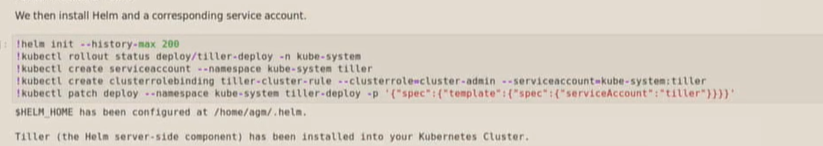 We then install Helm and a corresponding service account.
!helm init --history-max 200
!kubectl rollout status deploy/tiller-deploy -n kube-system
!kubectl create serviceaccount --namespace kube-system tiller
!kubectl create clusterrolebinding tiller-cluster-rule --clusterrole=cluster-admin --serviceaccount=kube-system:tiller
!kubectl patch deploy --namespace kube-system tiller-deploy -p '{"spec":{"template":{"spec":{"serviceAccount":"tiller"}}}}'
$HELM_HOME has been configured at /home/agm/.helm.
Tiller (the Helm server-side component) has been installed into your Kubernetes Cluster.